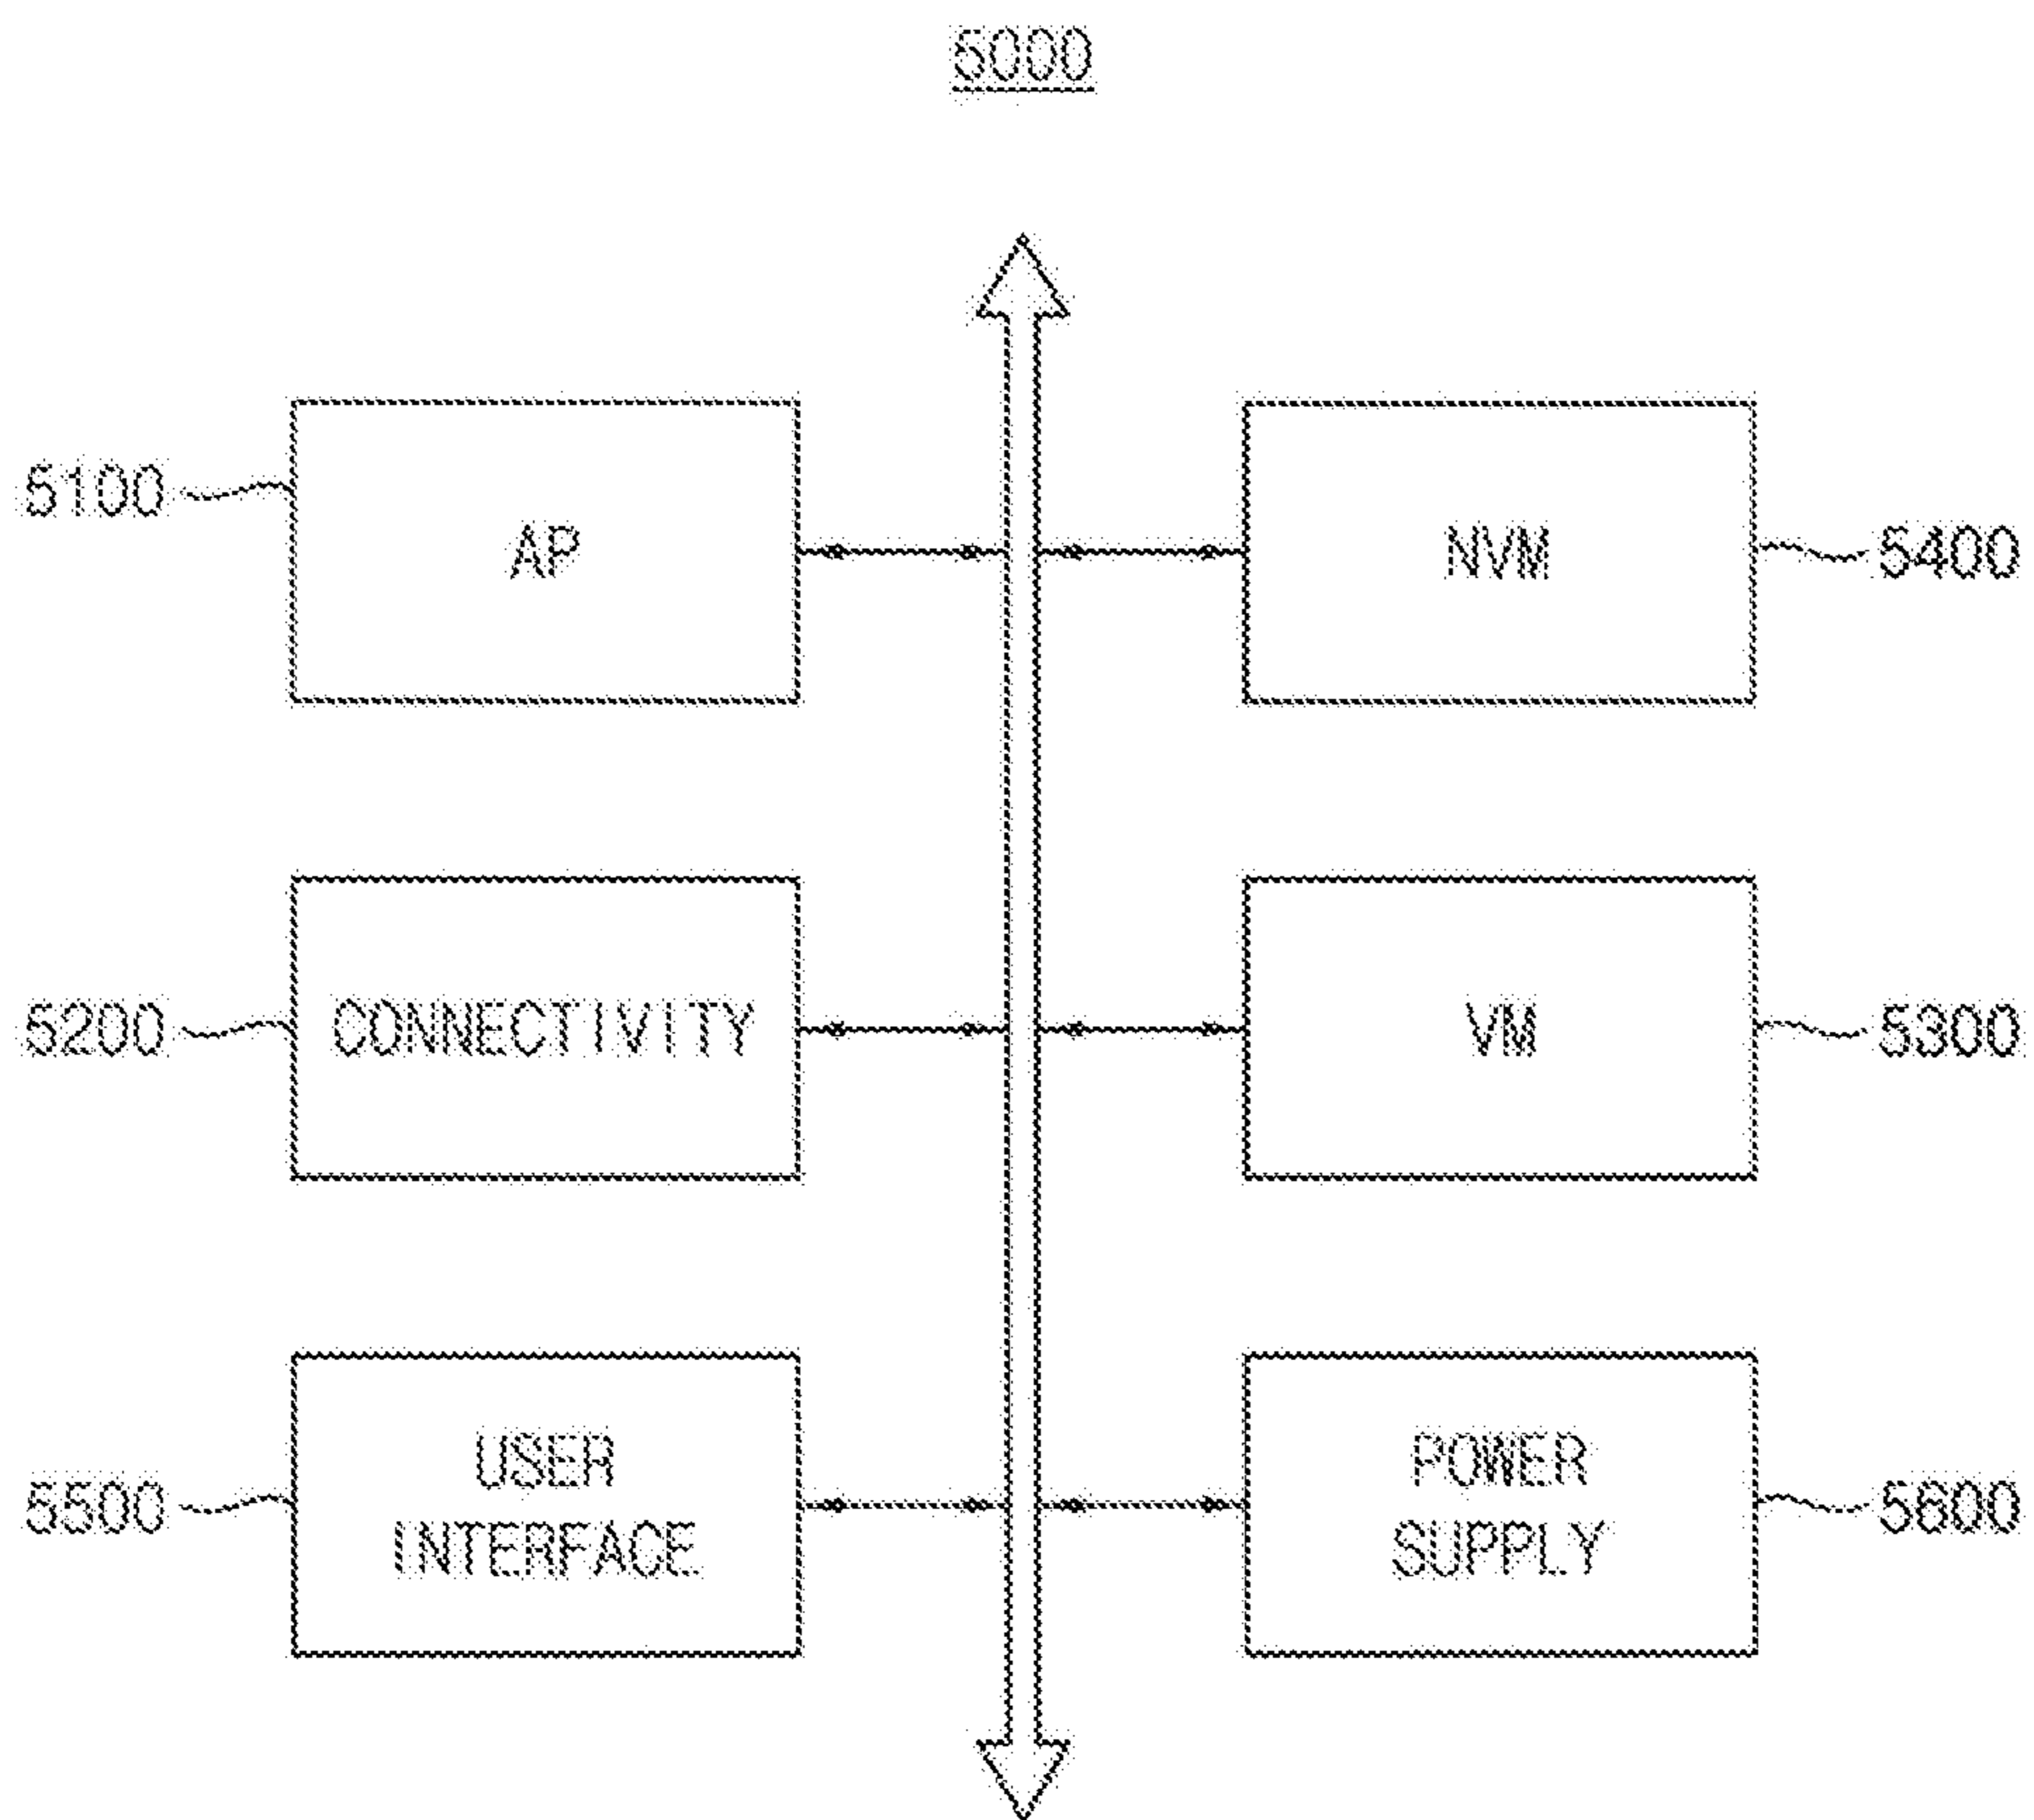 5000
5100
AP
NVM
5400
5200
CONNECTIVITY
VM
5300
5500
USER
INTERFACE
POWER
SUPPLY
5600